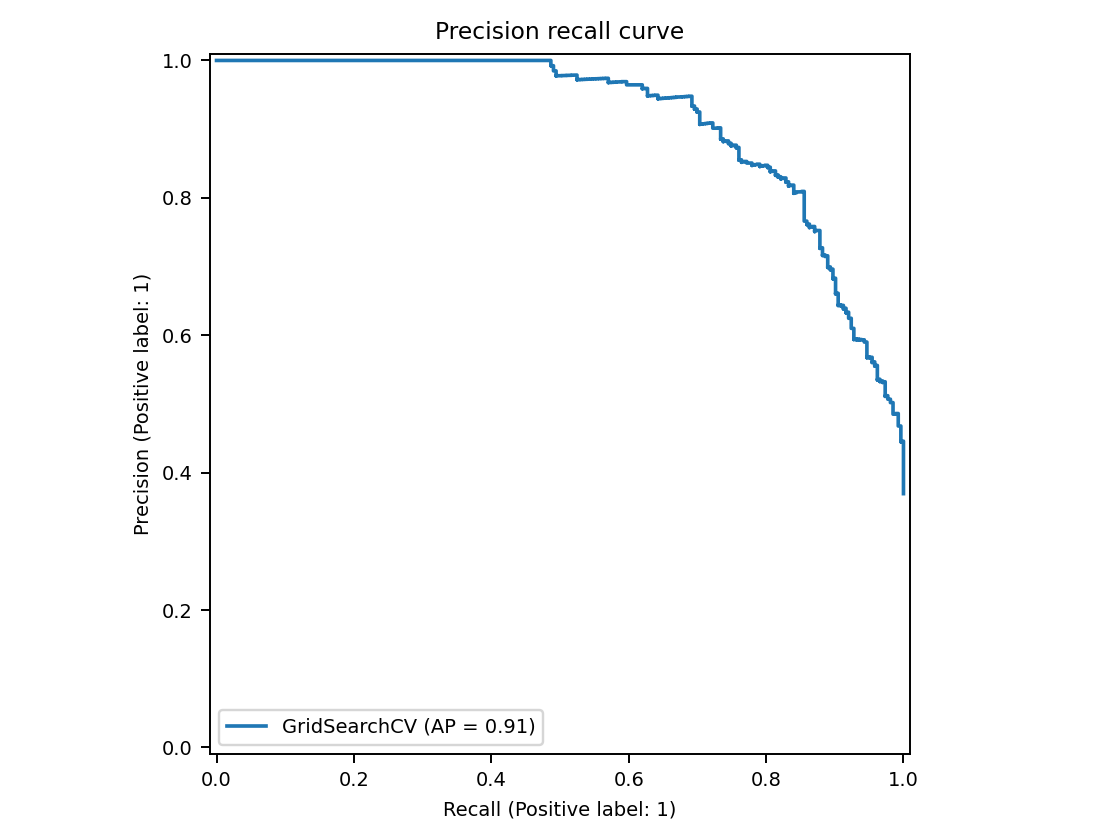 Precision recall curve
1.0
0.8
0.6
0.4
0.2
0.0
Precision (Positive label: 1)
GridSearchCV (AP = 0.91)
0.0 0.2 0.4 0.6 0.8 1.0
Recall (Positive label: 1)